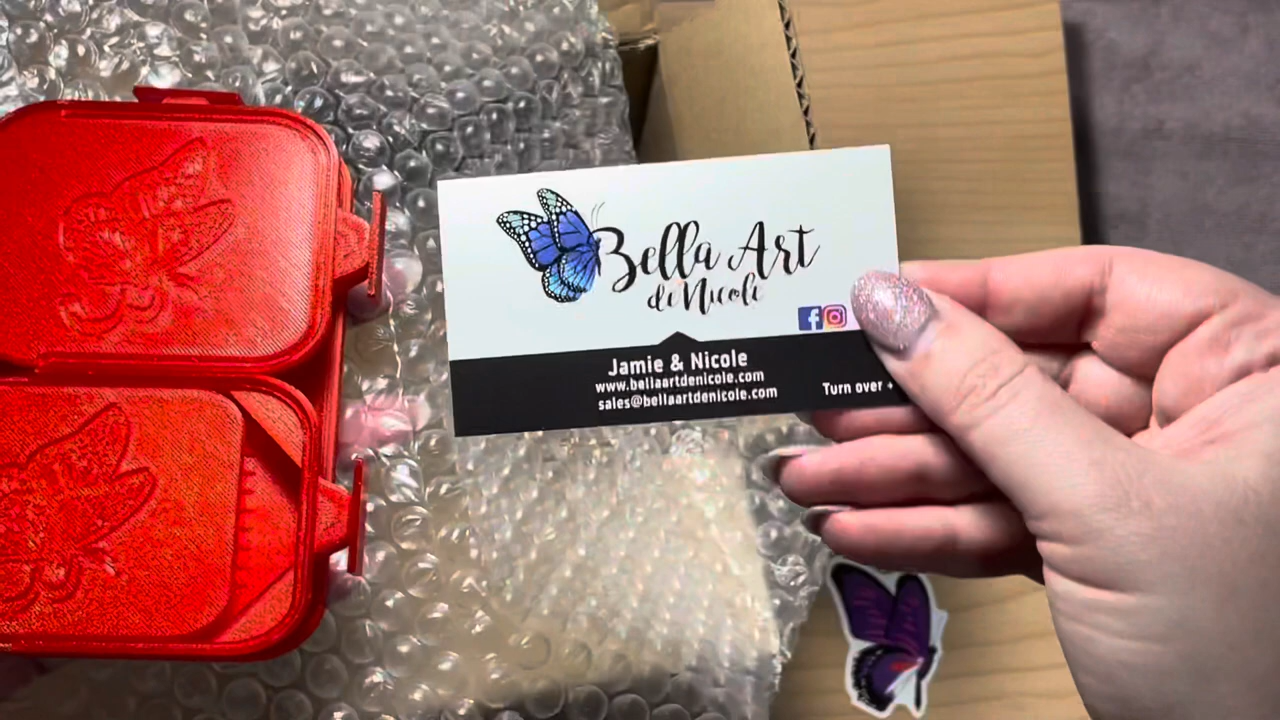 Bella Art
de Nicole
Jamie & Nicole
www.bellaartdenicole.com
sales@bellaartdenicole.com
Turn over